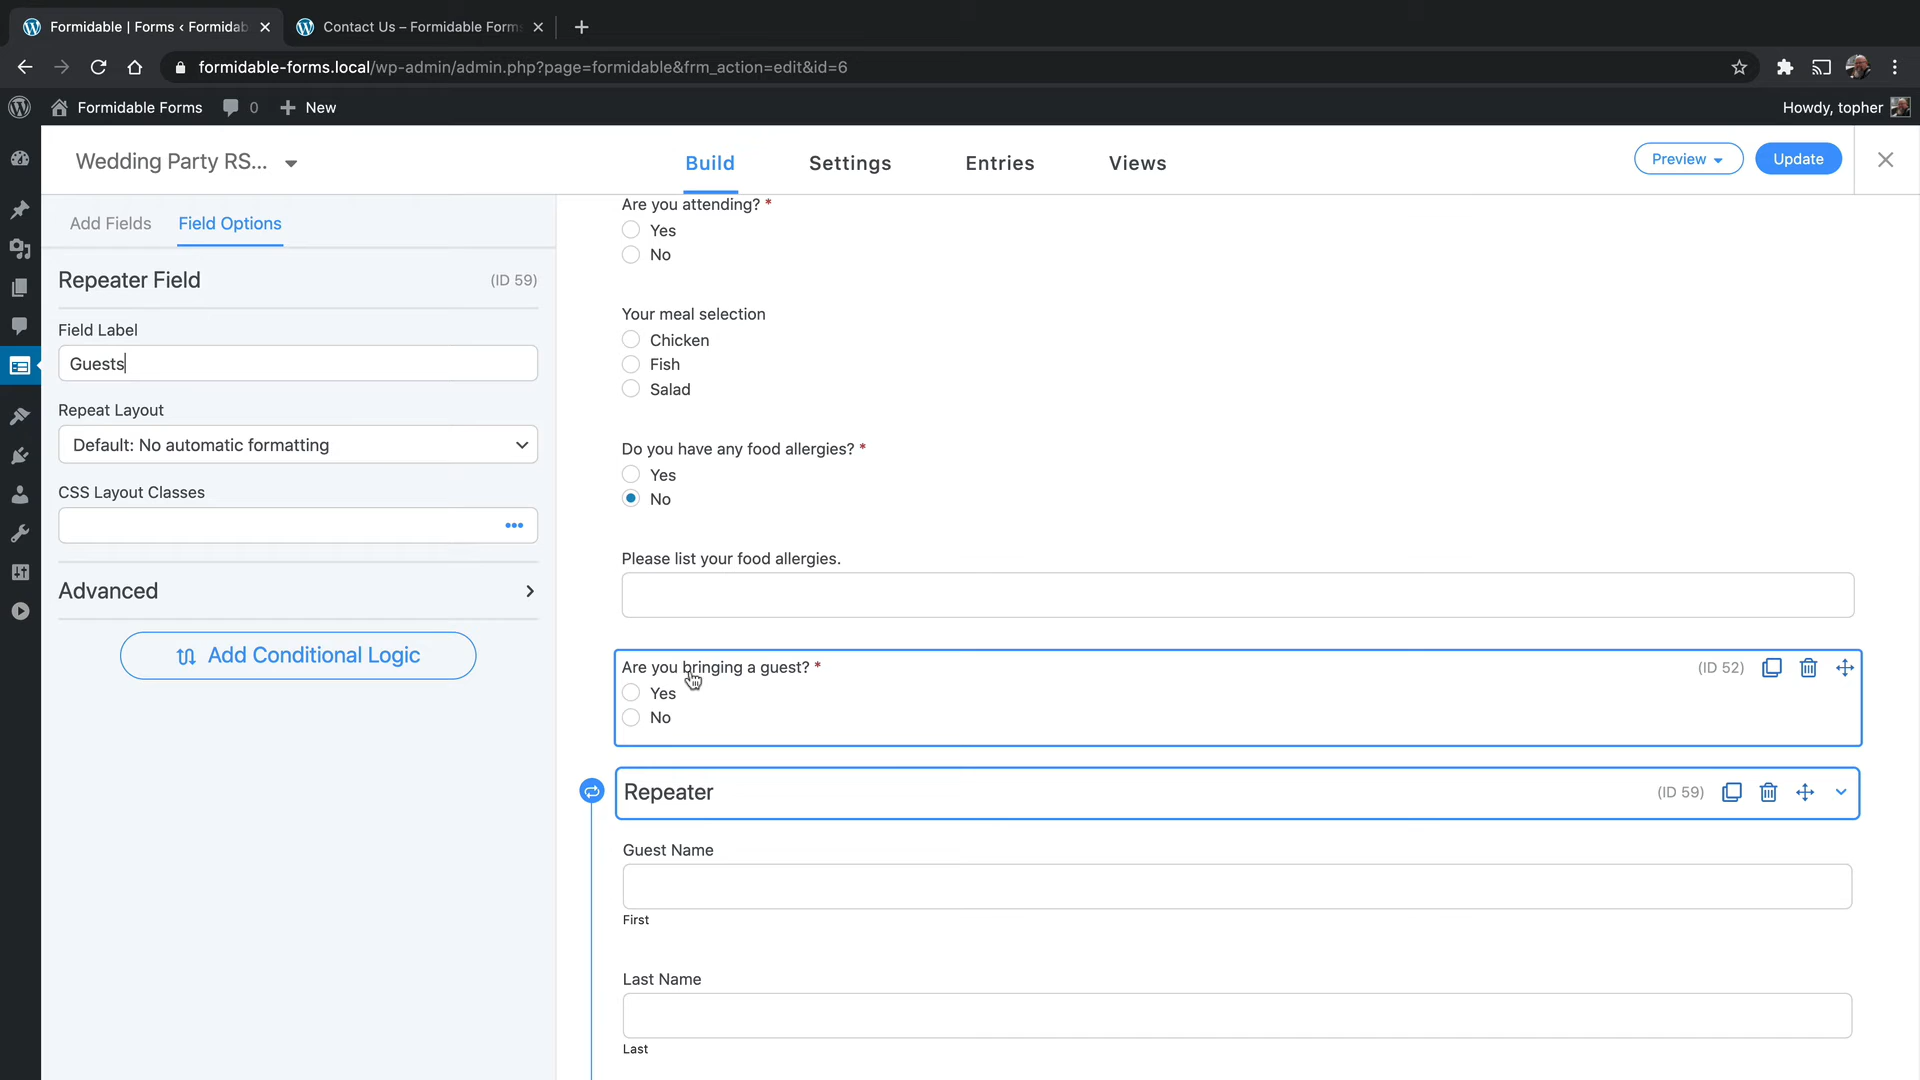 Formidable | Forms ‹ Formidab
Contact Us – Formidable Form
formidable-forms.local/wp-admin/admin.php?page=formidable&frm_action=edit&id=6
Formidable Forms
0
New
Howdy, topher
Wedding Party RS...
Build
Settings
Entries
Views
Preview
Update
Add Fields
Field Options
Repeater Field
(ID 59)
Field Label
Guests
Repeat Layout
Default: No automatic formatting
CSS Layout Classes
Advanced
Add Conditional Logic
Are you attending? *
Yes
No
Your meal selection
Chicken
Fish
Salad
Do you have any food allergies? *
Yes
No
Please list your food allergies.
Are you bringing a guest? *
(ID 52)
Yes
No
Repeater
(ID 59)
Guest Name
First
Last Name
Last